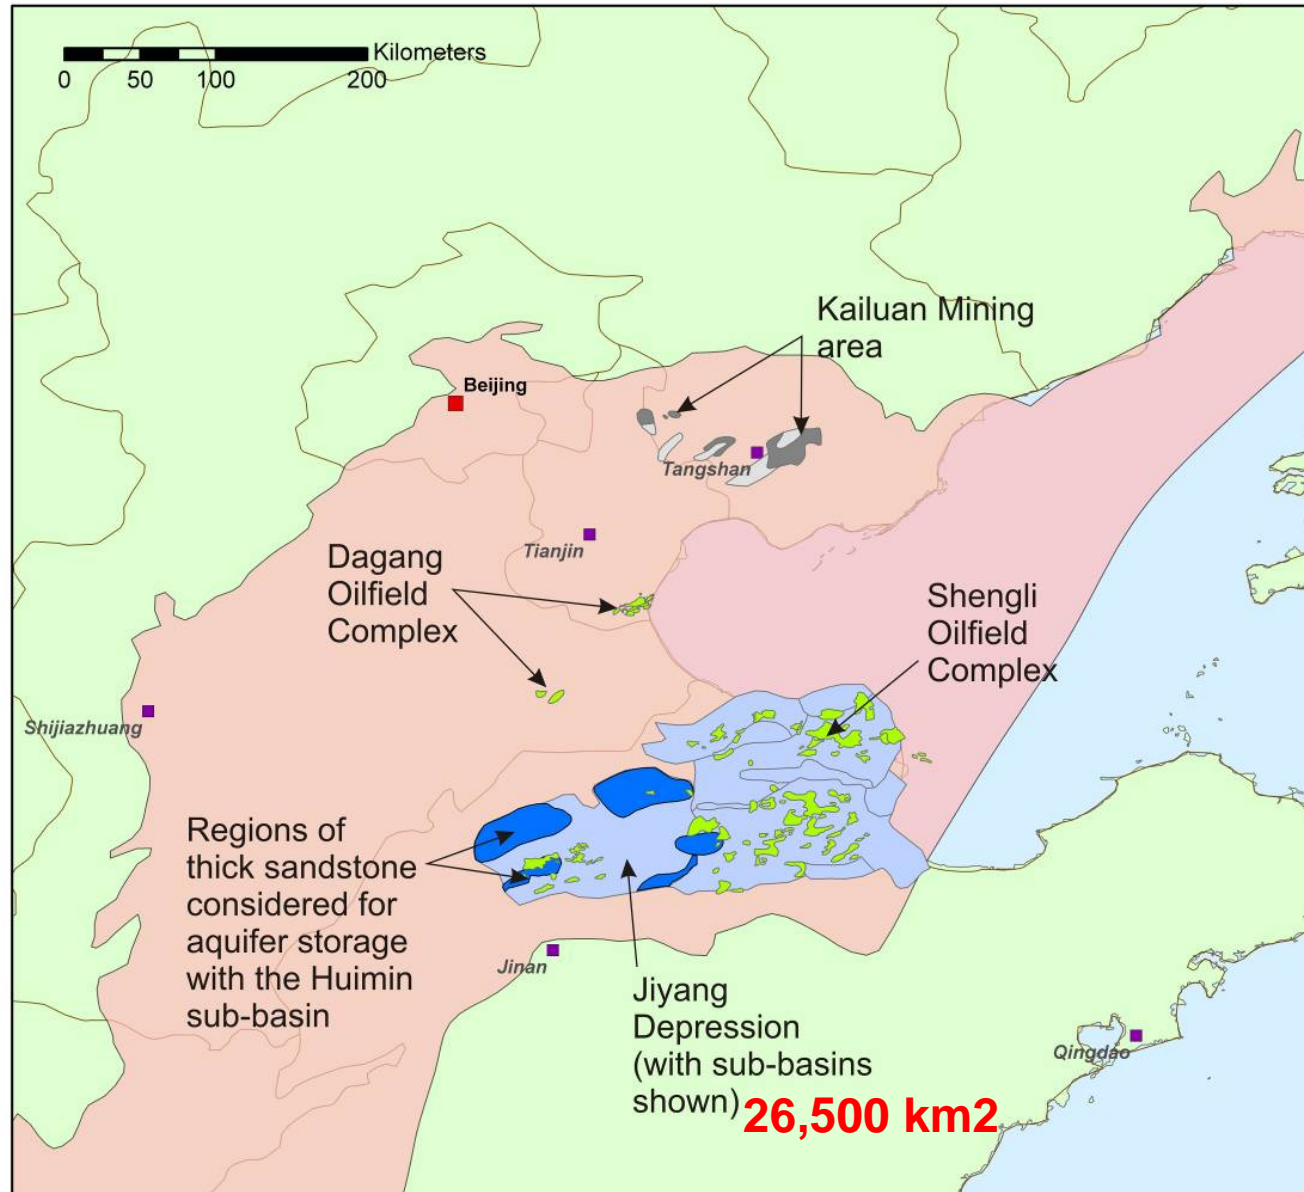 Kilometers
0 50 100 200
Kailuan Mining
area
Beijing
Tangshan
Tianjin
Dagang
Oilfield
Complex
Shengli
Oilfield
Complex
Shijiazhuang
Regions of
thick sandstone
considered for
aquifer storage
with the Huimin
sub-basin
Jinan
Jiyang
Depression
(with sub-basins
shown)
26,500 km2
Qingdao